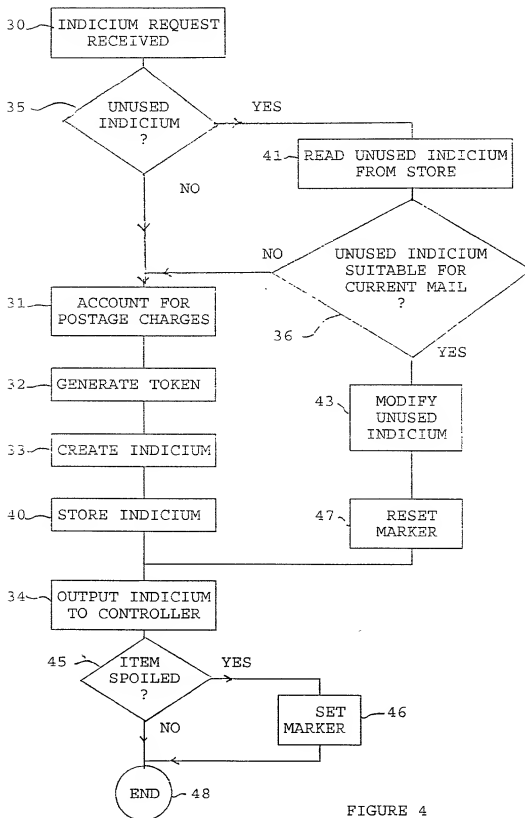 30
INDICIUM REQUEST
RECEIVED
35
UNUSED
INDICIUM
?
YES
NO
41
READ UNUSED INDICIUM
FROM STORE
NO
UNUSED INDICIUM
SUITABLE FOR
CURRENT MAIL
?
36
YES
31
ACCOUNT FOR
POSTAGE CHARGES
32
GENERATE TOKEN
43
MODIFY
UNUSED
INDICIUM
33
CREATE INDICIUM
40
STORE INDICIUM
47
RESET
MARKER
34
OUTPUT INDICIUM
TO CONTROLLER
45
ITEM
SPOILED
?
YES
NO
SET
MARKER
46
END
48
FIGURE 4